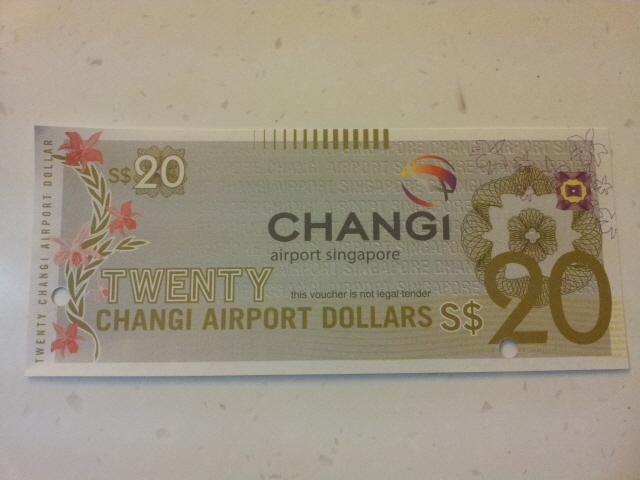 TWENTY CHANGI AIRPORT DOLLAR
S$20
CHANGI
airport singapore
TWENTY
this voucher is not legal tender
CHANGI AIRPORT DOLLARS S$20